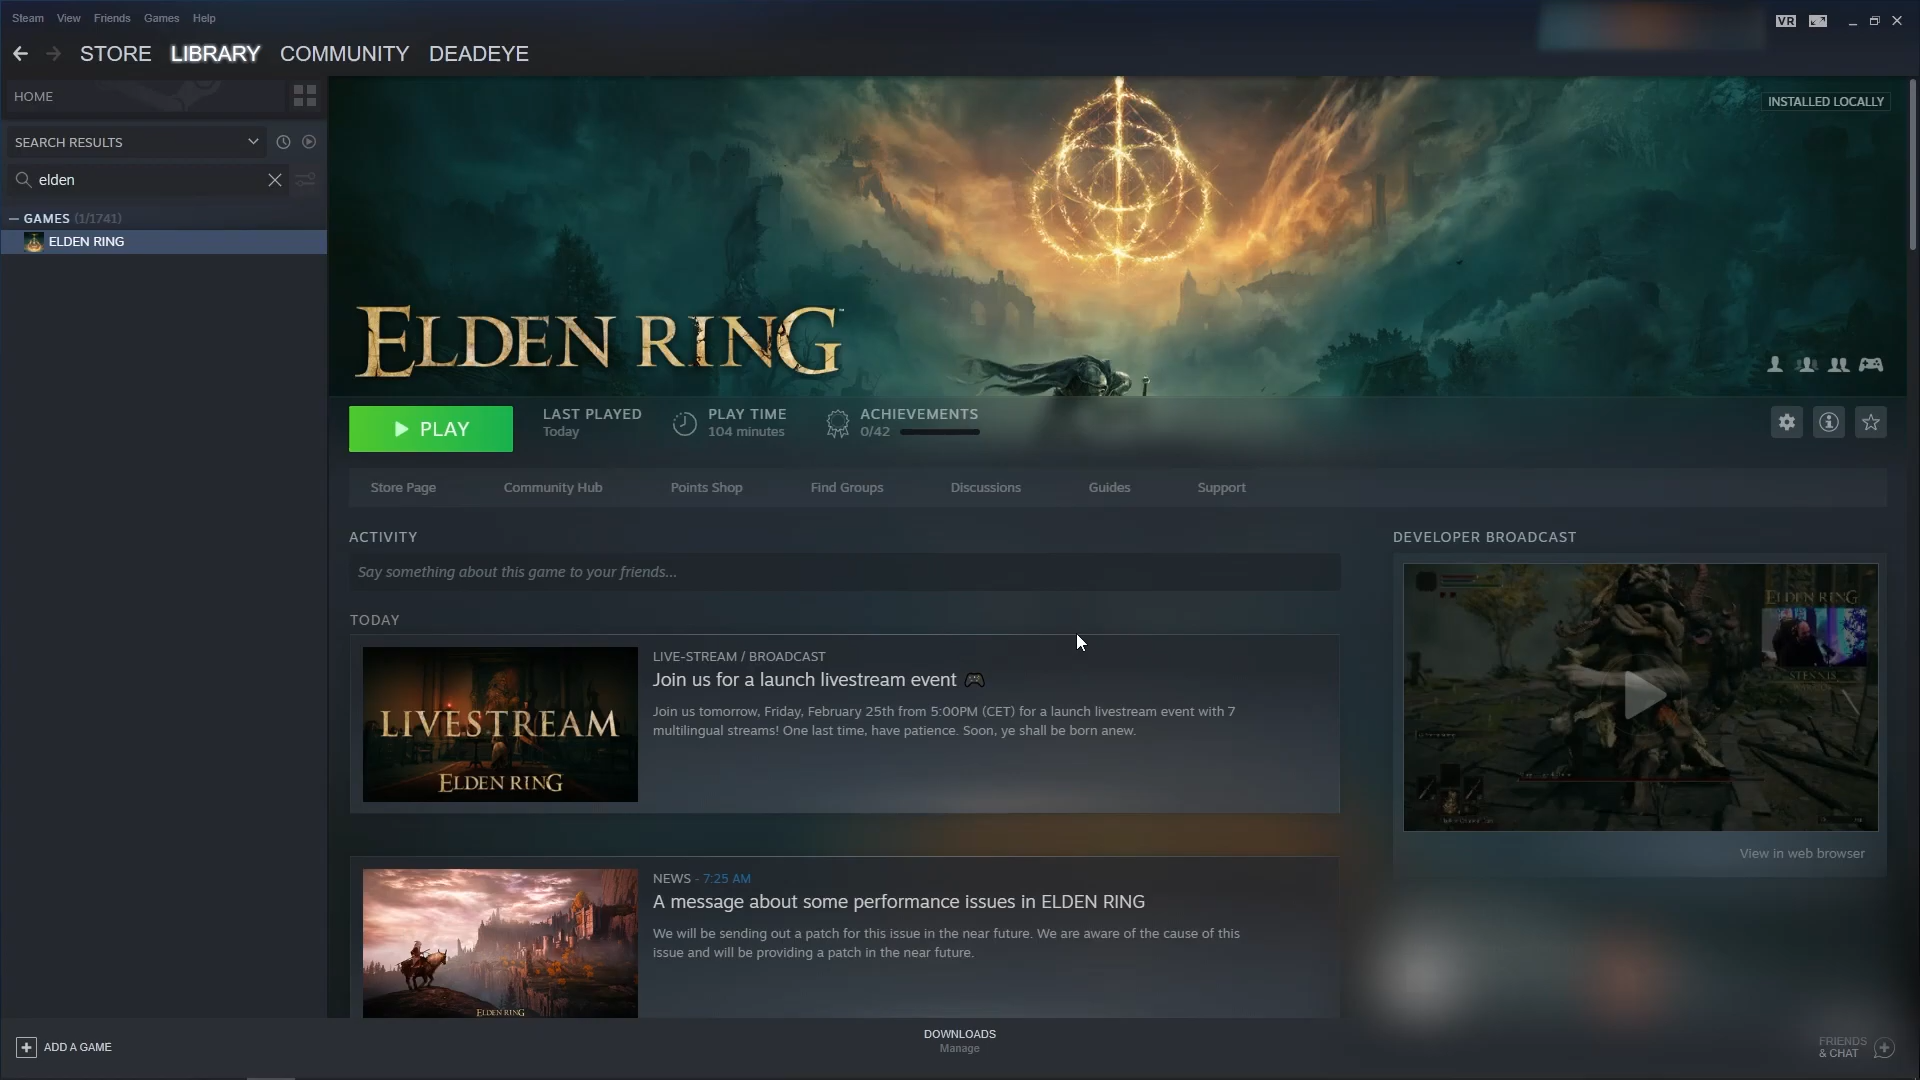 Steam View Friends Games Help
VR
STORE LIBRARY COMMUNITY DEADEYE
HOME
INSTALLED LOCALLY
SEARCH RESULTS
elden
GAMES (1/1741)
ELDEN RING
ELDEN RING
PLAY
LAST PLAYED
Today
PLAY TIME
104 minutes
ACHIEVEMENTS
0/42
Store Page Community Hub Points Shop Find Groups Discussions Guides Support
ACTIVITY
Say something about this game to your friends...
TODAY
LIVESTREAM
ELDEN RING
LIVE-STREAM / BROADCAST
Join us for a launch livestream event
Join us tomorrow, Friday, February 25th from 5:00PM (CET) for a launch livestream event with 7
multilingual streams! One last time, have patience. Soon, ye shall be born anew.
ELDEN RING
NEWS - 7:25 AM
A message about some performance issues in ELDEN RING
We will be sending out a patch for this issue in the near future. We are aware of the cause of this
issue and will be providing a patch in the near future.
DEVELOPER BROADCAST
ELDEN RING
View in web browser
ADD A GAME
DOWNLOADS
Manage
FRIENDS
& CHAT